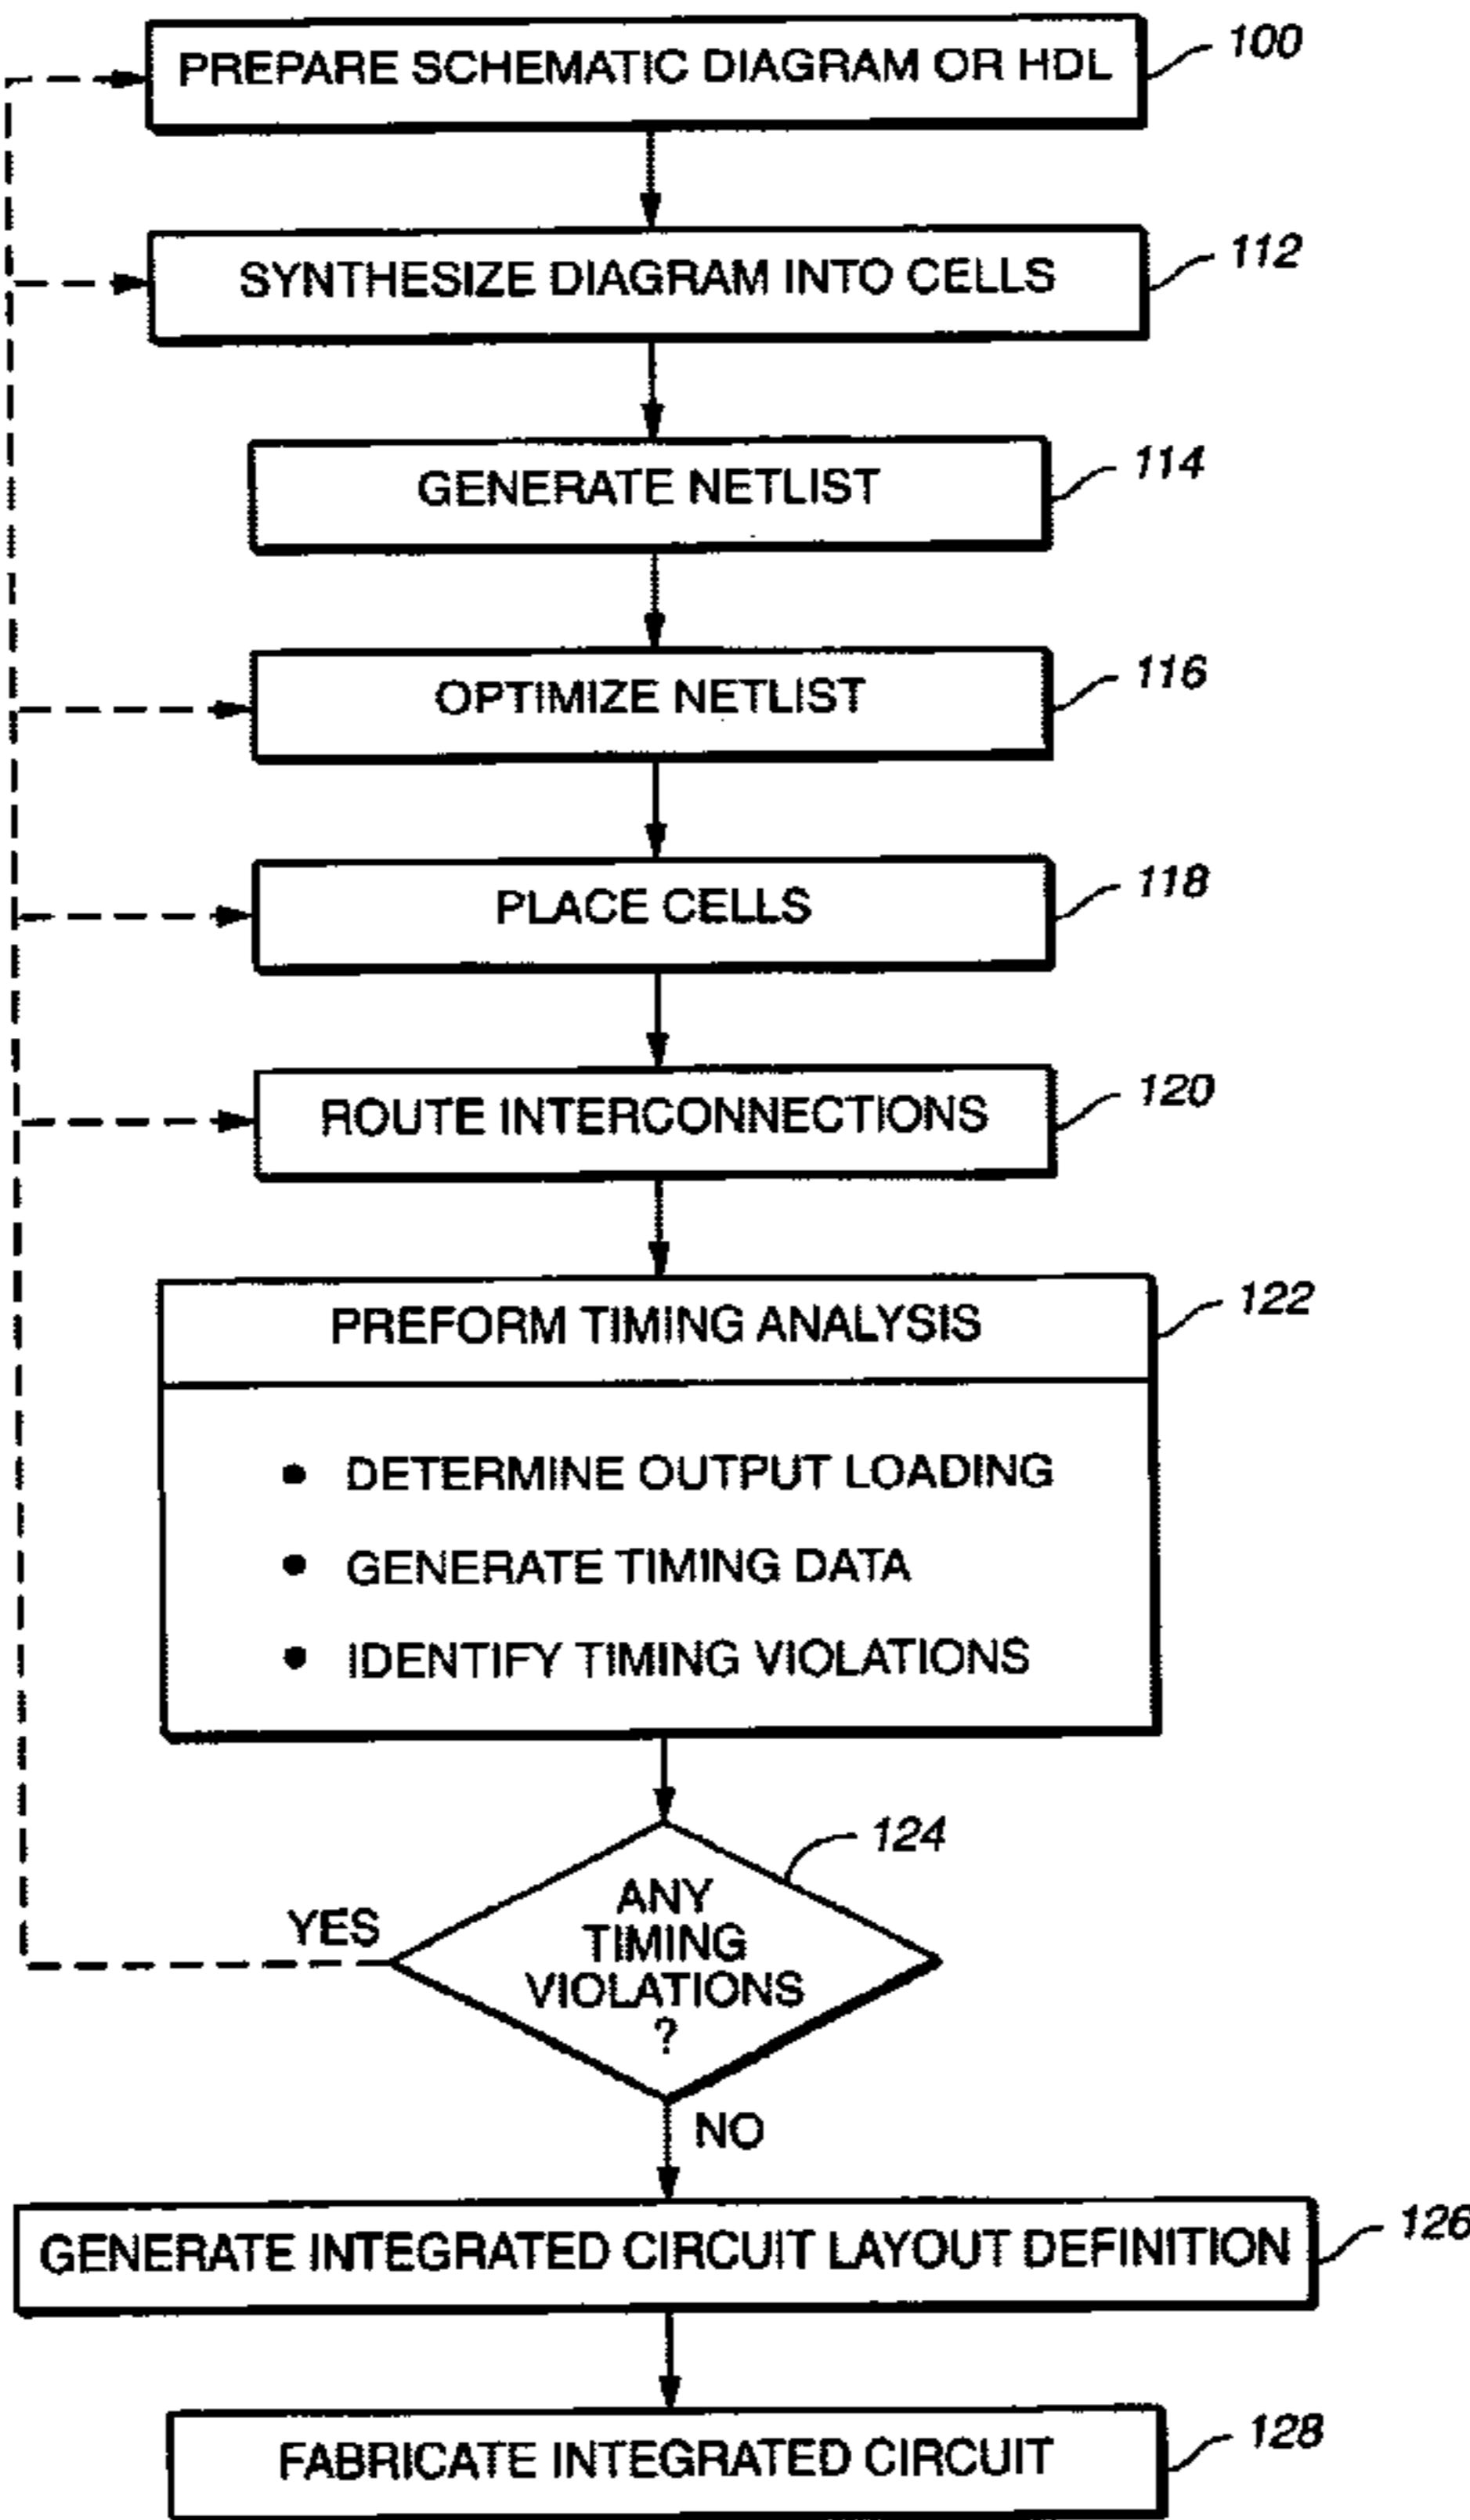 PREPARE SCHEMATIC DIAGRAM OR HDL
100
SYNTHESIZE DIAGRAM INTO CELLS
112
GENERATE NETLIST
114
OPTIMIZE NETLIST
116
PLACE CELLS
118
ROUTE INTERCONNECTIONS
120
PREFORM TIMING ANALYSIS
122
• DETERMINE OUTPUT LOADING
• GENERATE TIMING DATA
• IDENTIFY TIMING VIOLATIONS
124
YES
ANY
TIMING
VIOLATIONS
?
NO
GENERATE INTEGRATED CIRCUIT LAYOUT DEFINITION
126
FABRICATE INTEGRATED CIRCUIT
128